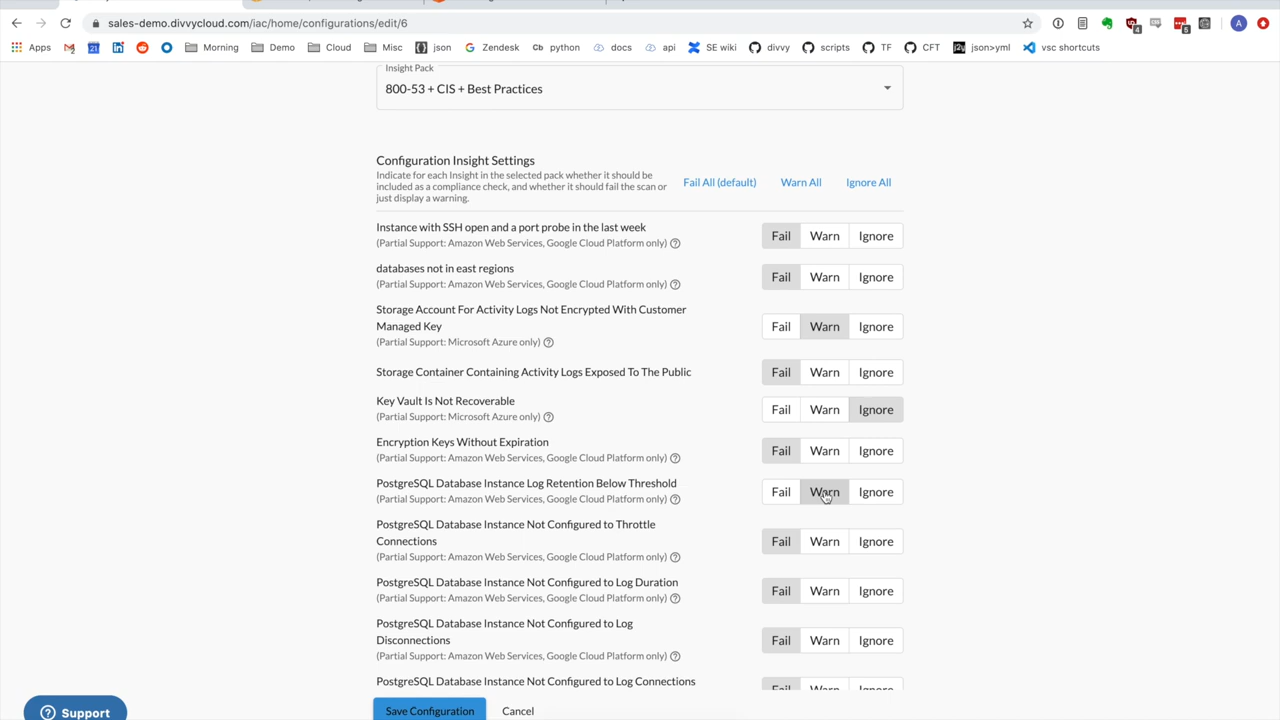 sales-demo.divvycloud.com/iac/home/configurations/edit/6
4
5
A
Apps
21
Morning
Demo
Cloud
Misc
json
Zendesk
Cb python
docs
api
SE wiki
divvy
scripts
TF
CFT
json>yml
vsc shortcuts
Insight Pack
800-53 + CIS + Best Practices
Configuration Insight Settings
Indicate for each Insight in the selected pack whether it should be
included as a compliance check, and whether it should fail the scan or
just display a warning.
Fail All (default) Warn All Ignore All
Instance with SSH open and a port probe in the last week
(Partial Support: Amazon Web Services, Google Cloud Platform only)
Fail Warn Ignore
databases not in east regions
(Partial Support: Amazon Web Services, Google Cloud Platform only)
Fail Warn Ignore
Storage Account For Activity Logs Not Encrypted With Customer
Managed Key
(Partial Support: Microsoft Azure only)
Fail Warn Ignore
Storage Container Containing Activity Logs Exposed To The Public
Fail Warn Ignore
Key Vault Is Not Recoverable
(Partial Support: Microsoft Azure only)
Fail Warn Ignore
Encryption Keys Without Expiration
(Partial Support: Amazon Web Services, Google Cloud Platform only)
Fail Warn Ignore
PostgreSQL Database Instance Log Retention Below Threshold
(Partial Support: Amazon Web Services, Google Cloud Platform only)
Fail Warn Ignore
PostgreSQL Database Instance Not Configured to Throttle
Connections
(Partial Support: Amazon Web Services, Google Cloud Platform only)
Fail Warn Ignore
PostgreSQL Database Instance Not Configured to Log Duration
(Partial Support: Amazon Web Services, Google Cloud Platform only)
Fail Warn Ignore
PostgreSQL Database Instance Not Configured to Log
Disconnections
(Partial Support: Amazon Web Services, Google Cloud Platform only)
Fail Warn Ignore
PostgreSQL Database Instance Not Configured to Log Connections
Fail Warn Ignore
Support
Save Configuration Cancel